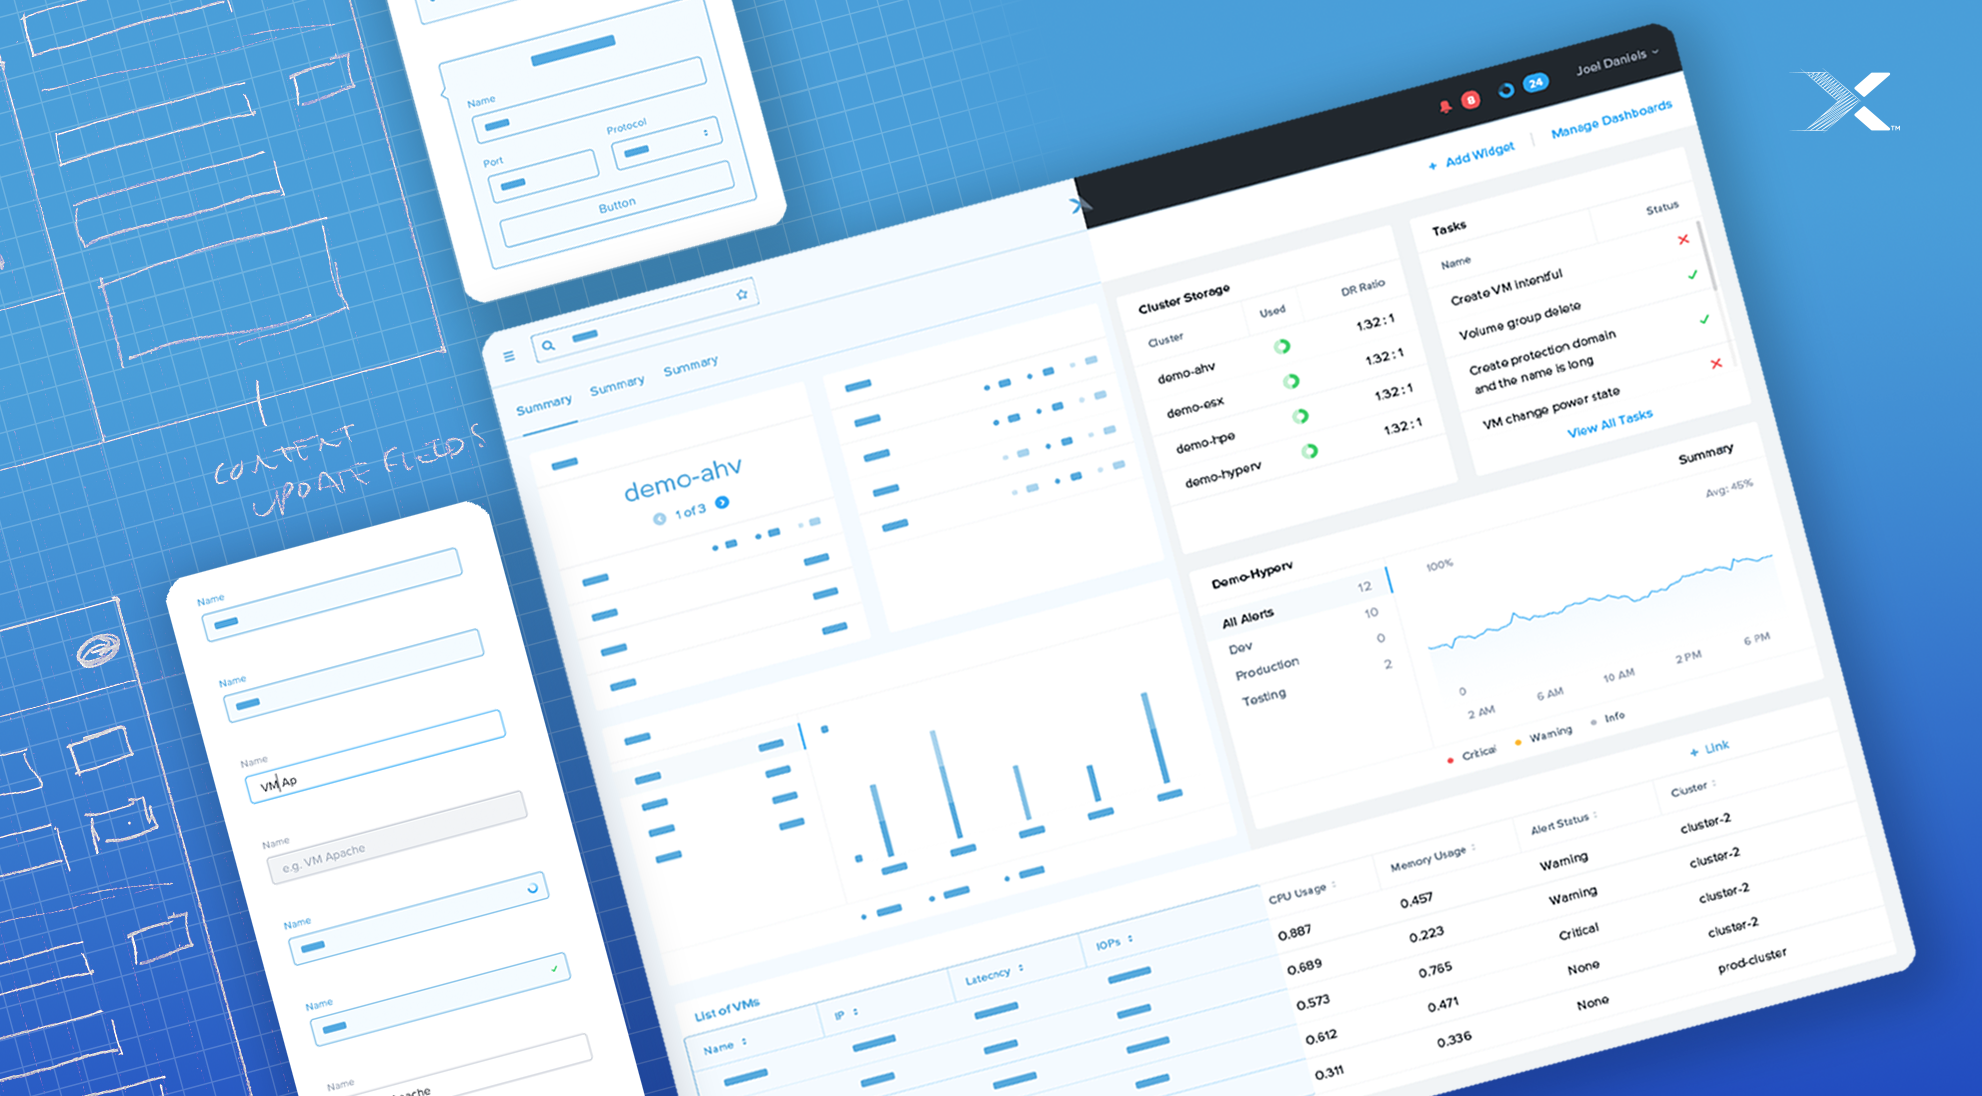 Name
Port
Protocol
Button
CONTENT
UPDATE FIELDS
Name
Name
Name
VM Ap
Name
e.g. VM Apache
Name
Name
Name
ache
8
24
Joel Daniels
+ Add Widget
Manage Dashboards
Summary
Summary
Summary
demo-ahv
1 of 3
Cluster Storage
Cluster
Used
DR Ratio
demo-ahv
1.32 : 1
demo-esx
1.32 : 1
demo-hpe
1.32 : 1
demo-hyperv
1.32 : 1
Tasks
Name
Status
Create VM intentful
Volume group delete
Create protection domain
and the name is long
VM change power state
View All Tasks
Demo-Hyperv
Summary
All Alerts
12
Dev
10
Production
0
Testing
2
Avg: 45%
100%
0
2 AM
6 AM
10 AM
2 PM
6 PM
Critical
Warning
Info
+ Link
List of VMs
Name
IP
Latecncy
IOPs
CPU Usage
Memory Usage
Alert Status
Cluster
0.887
0.457
Warning
cluster-2
0.689
0.223
Warning
cluster-2
0.573
0.765
Critical
cluster-2
0.612
0.471
None
cluster-2
0.311
0.336
None
prod-cluster
X
TM